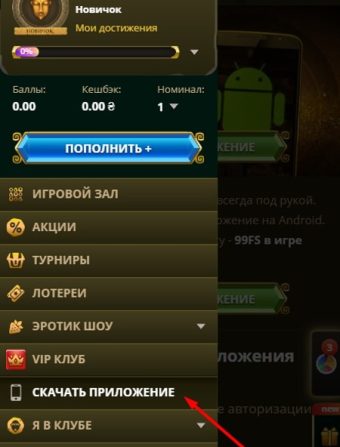 НОВИЧОК
Новичок
Мои достижения
0%
Баллы: Кешбэк: Номинал:
0.00 0.00 ₴ 1
ПОПОЛНИТЬ +
ЖЕНИЕ
ИГРОВОЙ ЗАЛ
всегда под рукой.
АКЦИИ
ожение на Android.
ТУРНИРЫ
у - 99FS в игре
ЛОТЕРЕИ
ЖЕНИЕ
ЭРОТИК ШОУ
3
VIP КЛУБ
ложения
СКАЧАТЬ ПРИЛОЖЕНИЕ
е авторизации
new
Я В КЛУБЕ